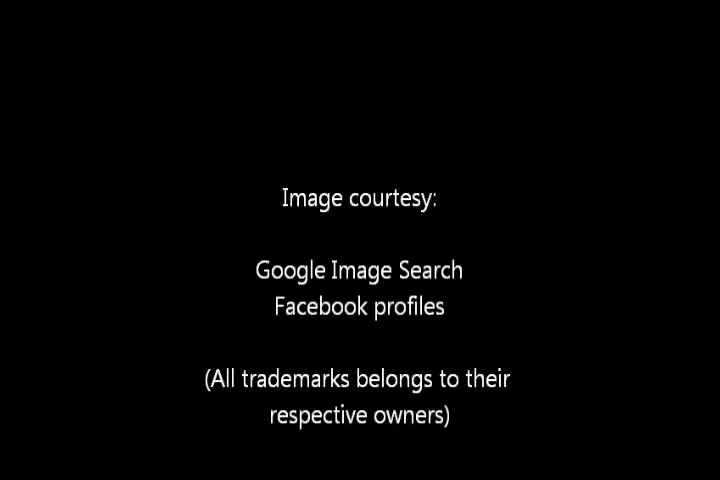 Image courtesy:
Google Image Search
Facebook profiles
(All trademarks belongs to their
respective owners)